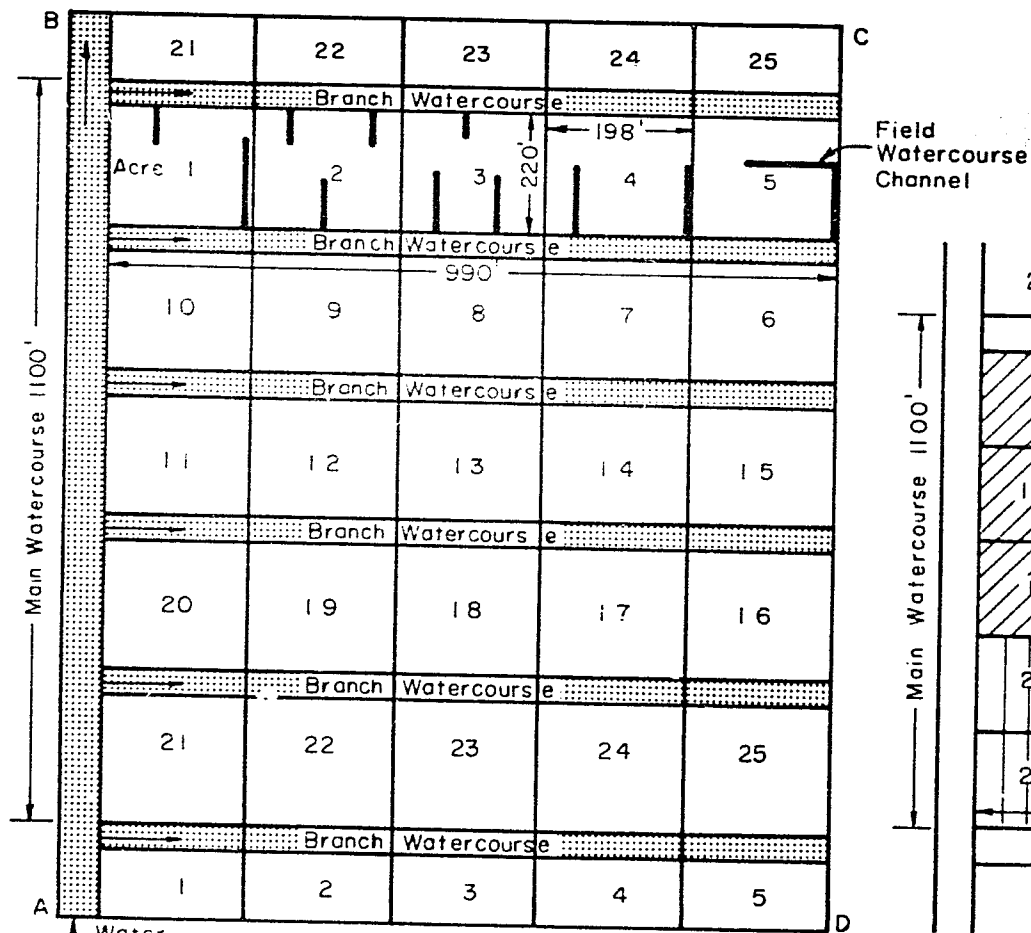 B
C
21 22 23 24 25
Branch Watercourse
198'
220'
Field
Watercourse
Channel
Acre 1 2 3 4 5
Branch Watercourse
990'
10 9 8 7 6
Branch Watercourse
11 12 13 14 15
Branch Watercourse
20 19 18 17 16
Branch Watercourse
21 22 23 24 25
Branch Watercourse
1 2 3 4 5
A
D
Water
Main Watercourse 1100'
Main Watercourse 1100'